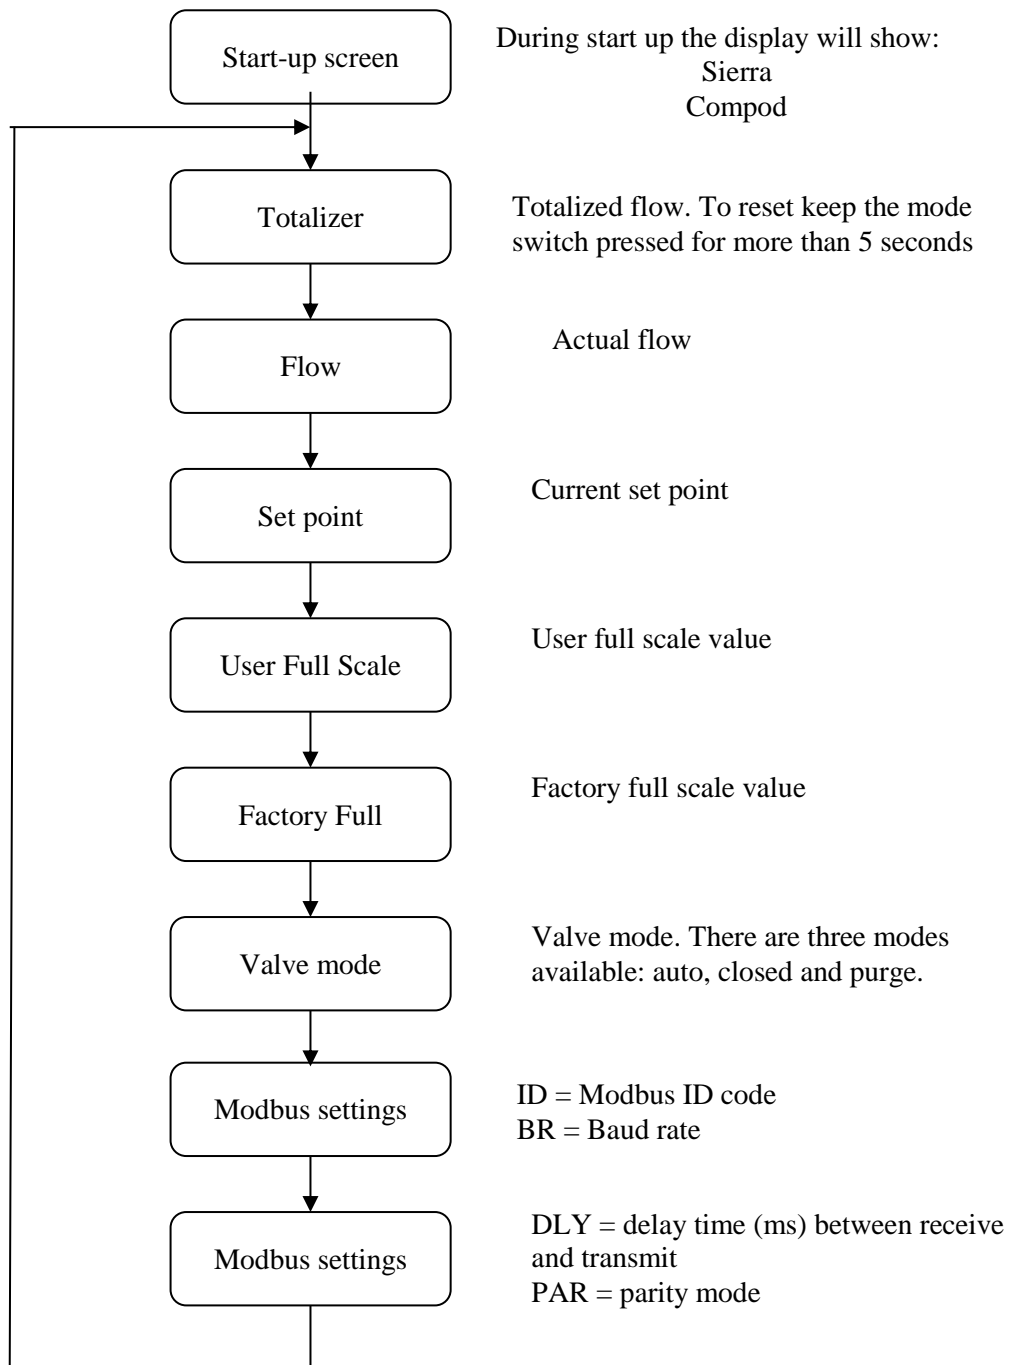 Start-up screen
During start up the display will show:
Sierra
Compod
Totalizer
Totalized flow. To reset keep the mode
switch pressed for more than 5 seconds
Flow
Actual flow
Set point
Current set point
User Full Scale
User full scale value
Factory Full
Factory full scale value
Valve mode
Valve mode. There are three modes
available: auto, closed and purge.
Modbus settings
ID = Modbus ID code
BR = Baud rate
Modbus settings
DLY = delay time (ms) between receive
and transmit
PAR = parity mode